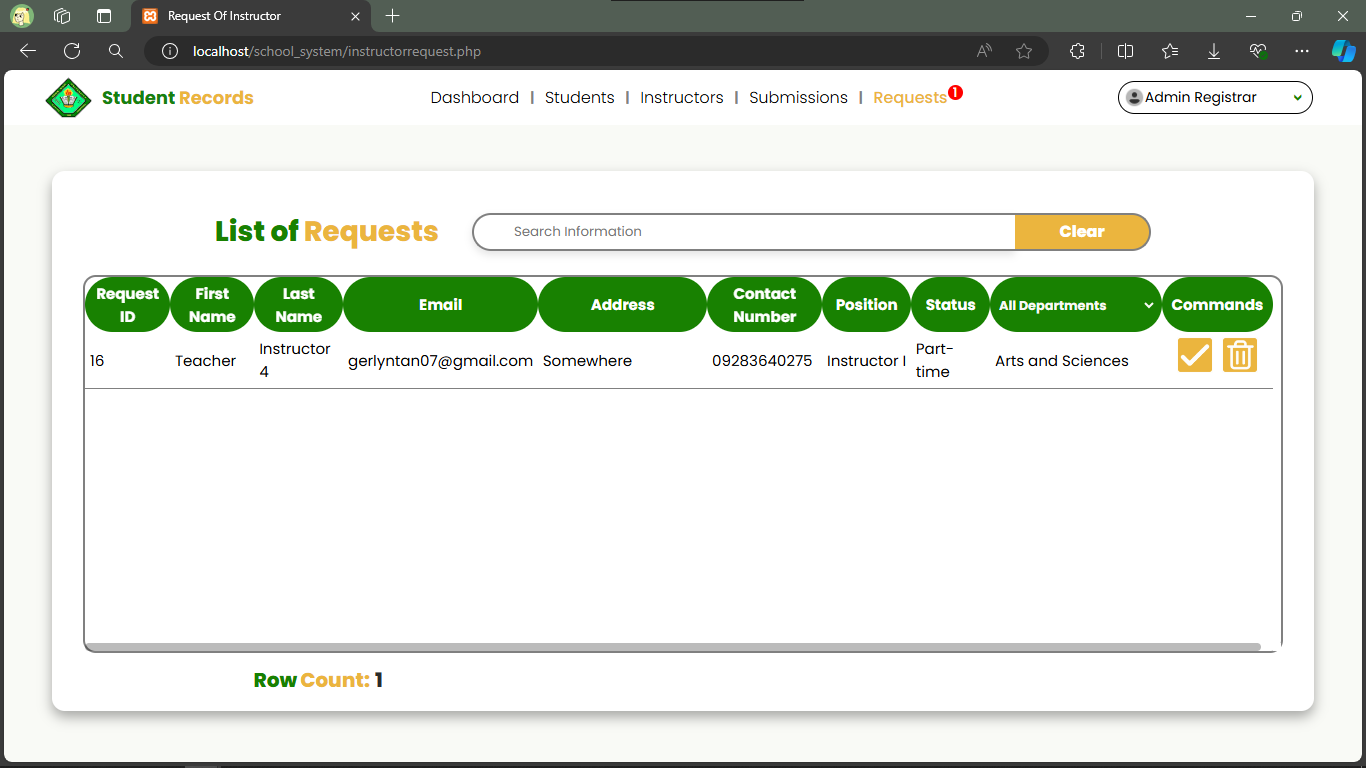 Request Of Instructor
localhost/school_system/instructorrequest.php
Student Records
Dashboard | Students | Instructors | Submissions | Requests 1
Admin Registrar
List of Requests
Search Information
Clear
Request ID
First Name
Last Name
Email
Address
Contact Number
Position
Status
All Departments
Commands
16
Teacher
Instructor 4
gerlyntan07@gmail.com
Somewhere
09283640275
Instructor I
Part-time
Arts and Sciences
Row Count: 1